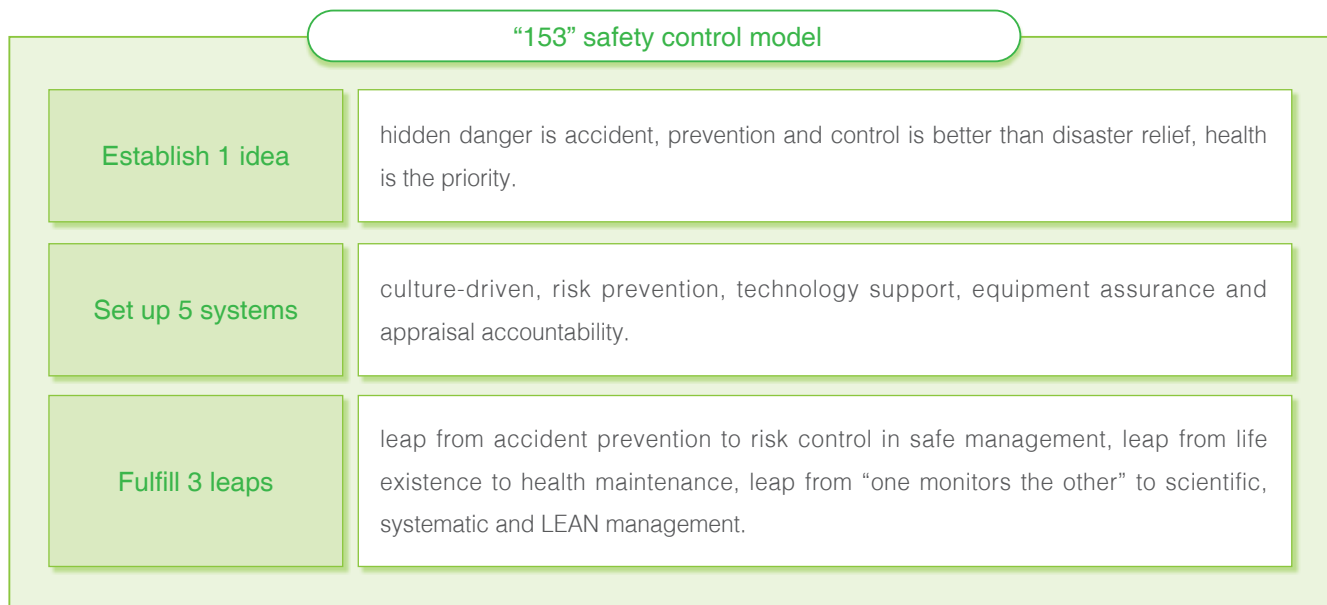 “153” safety control model
Establish 1 idea
hidden danger is accident, prevention and control is better than disaster relief, health
is the priority.
Set up 5 systems
culture-driven, risk prevention, technology support, equipment assurance and
appraisal accountability.
Fulfill 3 leaps
leap from accident prevention to risk control in safe management, leap from life
existence to health maintenance, leap from “one monitors the other” to scientific,
systematic and LEAN management.